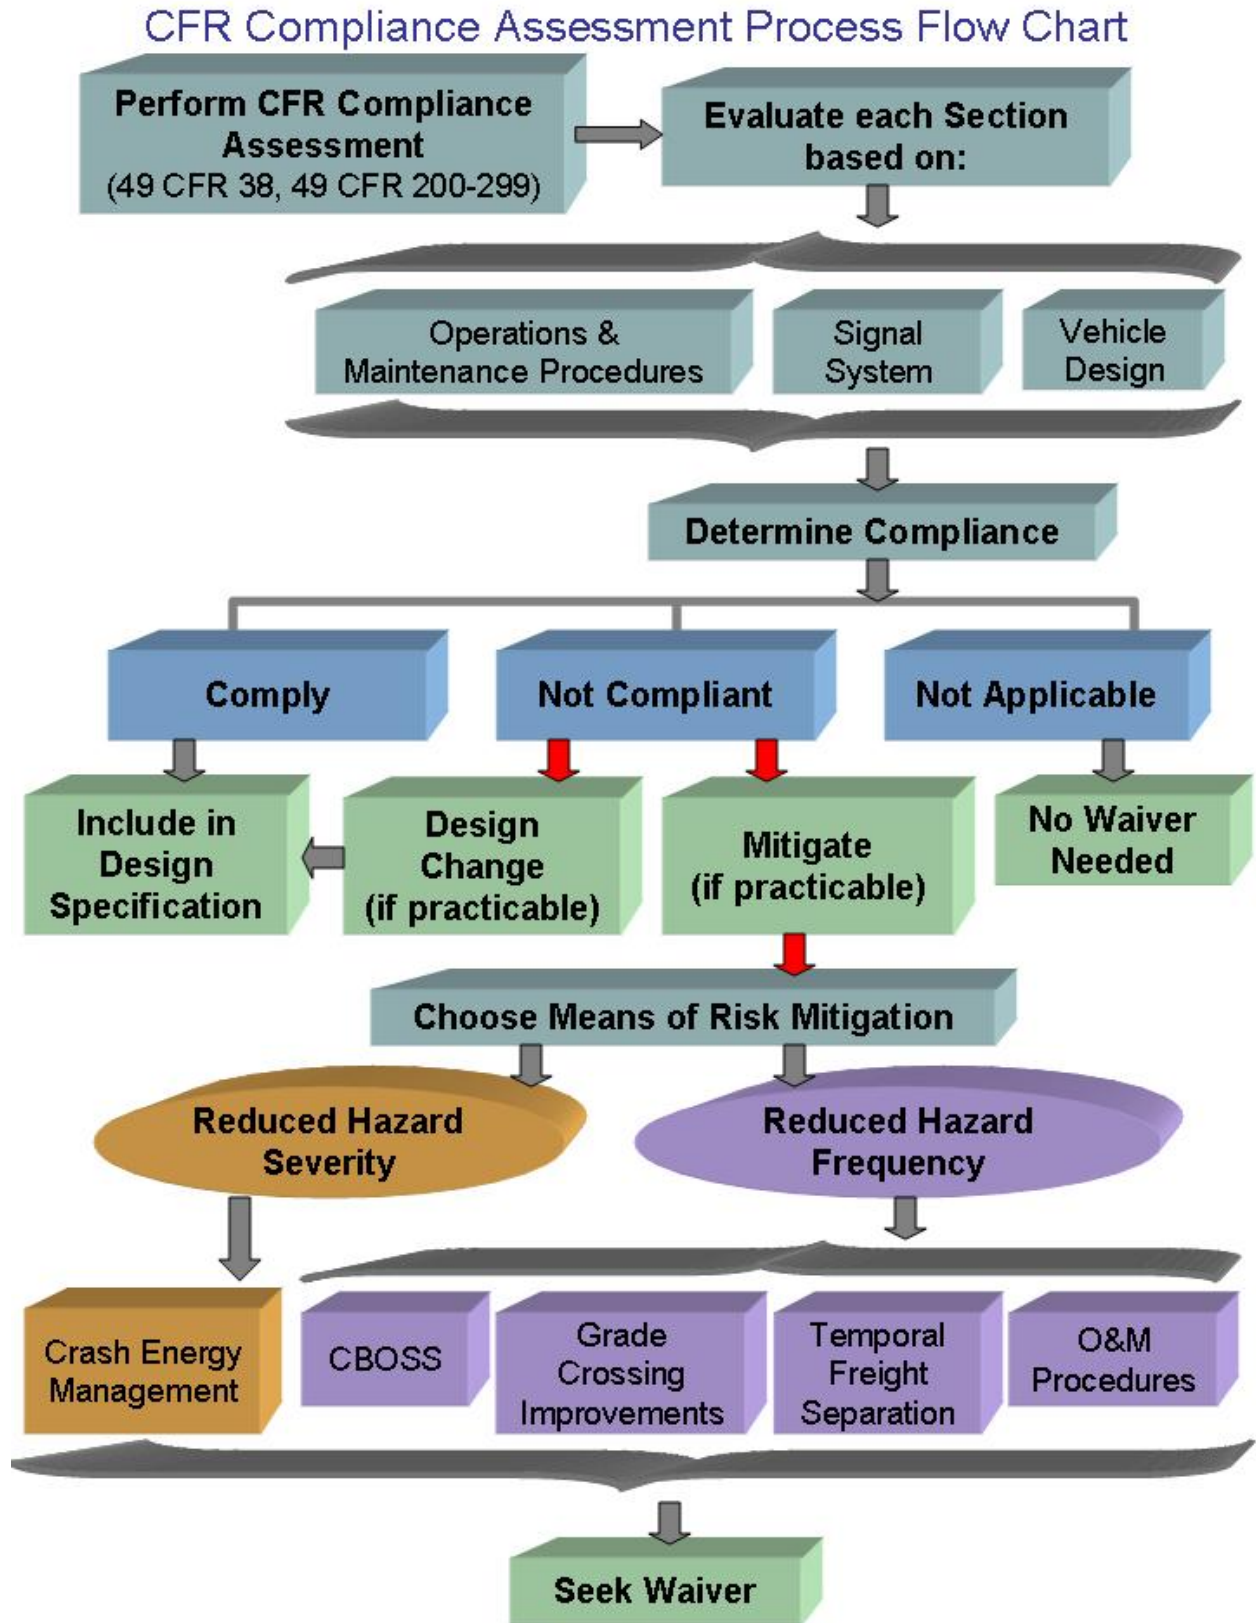 CFR Compliance Assessment Process Flow Chart
Perform CFR Compliance
Assessment
(49 CFR 38, 49 CFR 200-299)
Evaluate each Section
based on:
Operations &
Maintenance Procedures
Signal
System
Vehicle
Design
Determine Compliance
Comply
Not Compliant
Not Applicable
Include in
Design
Specification
Design
Change
(if practicable)
Mitigate
(if practicable)
No Waiver
Needed
Choose Means of Risk Mitigation
Reduced Hazard
Severity
Reduced Hazard
Frequency
Crash Energy
Management
CBOSS
Grade
Crossing
Improvements
Temporal
Freight
Separation
O&M
Procedures
Seek Waiver